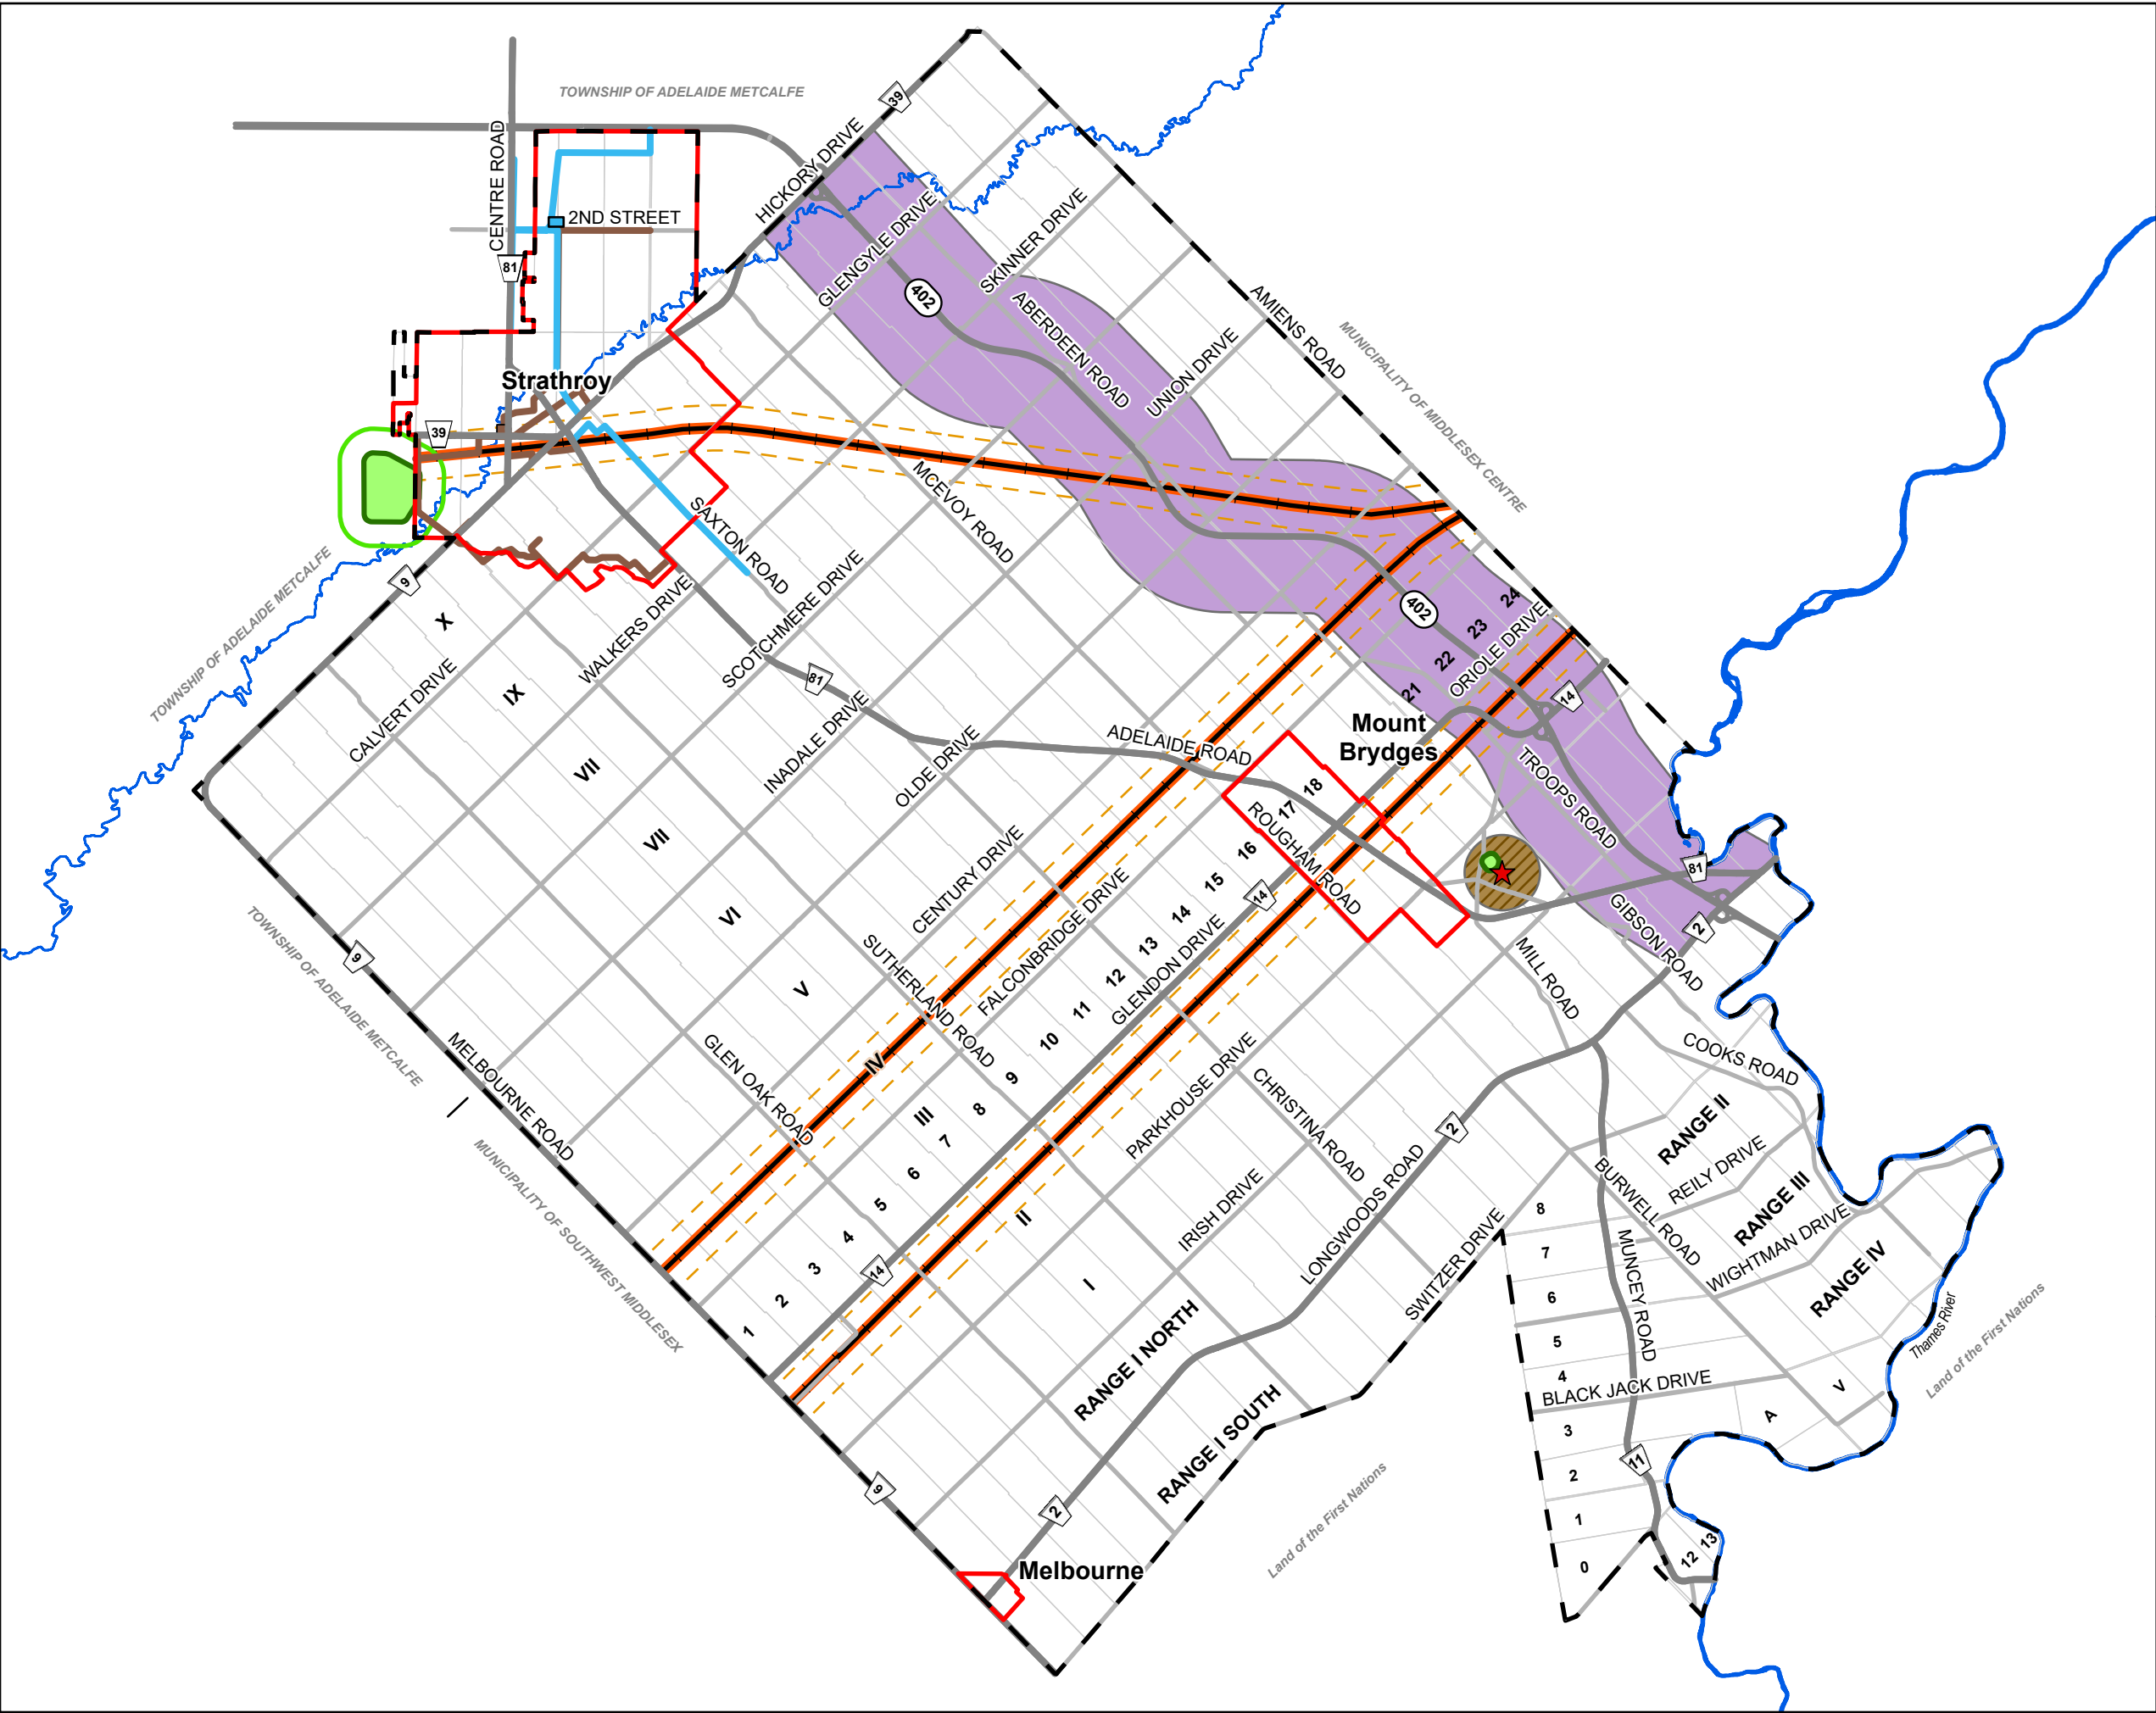 TOWNSHIP OF ADELAIDE METCALFE
39
HICKORY DRIVE
CENTRE ROAD
2ND STREET
81
GLENGYLE DRIVE
SKINNER DRIVE
402
ABERDEEN ROAD
AMIENS ROAD
UNION DRIVE
MUNICIPALITY OF MIDDLESEX CENTRE
Strathroy
39
MCEVOY ROAD
SAXTON ROAD
TOWNSHIP OF ADELAIDE METCALFE
9
X
WALKERS DRIVE
SCOTCHMERE DRIVE
402
24
23
22
21
ORIOLE DRIVE
14
CALVERT DRIVE
IX
81
INADALE DRIVE
OLDE DRIVE
ADELAIDE ROAD
Mount
Brydges
VII
VII
VI
V
IV
III
II
I
18
17
16
15
14
13
12
11
10
9
8
7
6
5
4
3
2
1
ROUGHAM ROAD
TROOPS ROAD
81
GIBSON ROAD
2
CENTURY DRIVE
FALCONBRIDGE DRIVE
14
GLENDON DRIVE
SUTHERLAND ROAD
MILL ROAD
TOWNSHIP OF ADELAIDE METCALFE
9
MELBOURNE ROAD
GLEN OAK ROAD
PARKHOUSE DRIVE
CHRISTINA ROAD
COOKS ROAD
2
RANGE II
REILY DRIVE
RANGE III
BURWELL ROAD
WIGHTMAN DRIVE
RANGE IV
MUNICIPALITY OF SOUTHWEST MIDDLESEX
14
IRISH DRIVE
LONGWOODS ROAD
SWITZER DRIVE
8
7
6
5
4
3
2
1
0
MUNCEY ROAD
BLACK JACK DRIVE
Thames River
Land of the First Nations
V
A
RANGE I NORTH
RANGE I SOUTH
9
2
11
12
13
Land of the First Nations
Melbourne